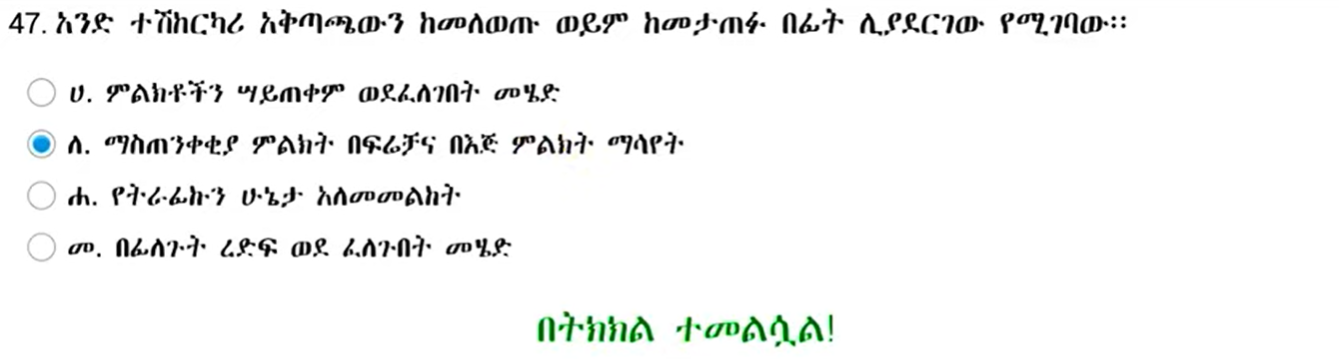 47. አንድ ተሽከርካሪ አቅጣጫውን ከመለወጡ ወይም ከመታጠፉ በፊት ሊያደርገው የሚገባው፡፡
ሀ. ምልክቶችን ሣይጠቀም ወደፈለገበት መሄድ
ለ. ማስጠንቀቂያ ምልክት በፍሬቻና በእጅ ምልክት ማሳየት
ሐ. የትራፊኩን ሁኔታ አለመመልከት
መ. በፊለጉት ረድፍ ወደ ፈለጉበት መሄድ
በትክክል ተመልሷል!